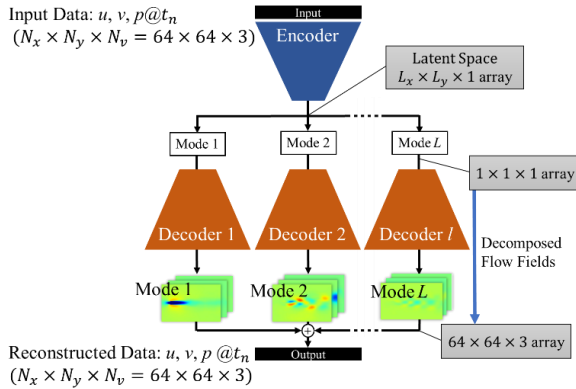 Input Data: u, v, p@t_n
(N_x × N_y × N_v = 64 × 64 × 3)
Input
Encoder
Latent Space
L_x × L_y × 1 array
Mode 1
Mode 2
Mode L
1 × 1 × 1 array
Decoder 1
Decoder 2
Decoder l
Decomposed
Flow Fields
Mode 1
Mode 2
Mode L
+
64 × 64 × 3 array
Reconstructed Data: u, v, p @t_n
Output
(N_x × N_y × N_v = 64 × 64 × 3)